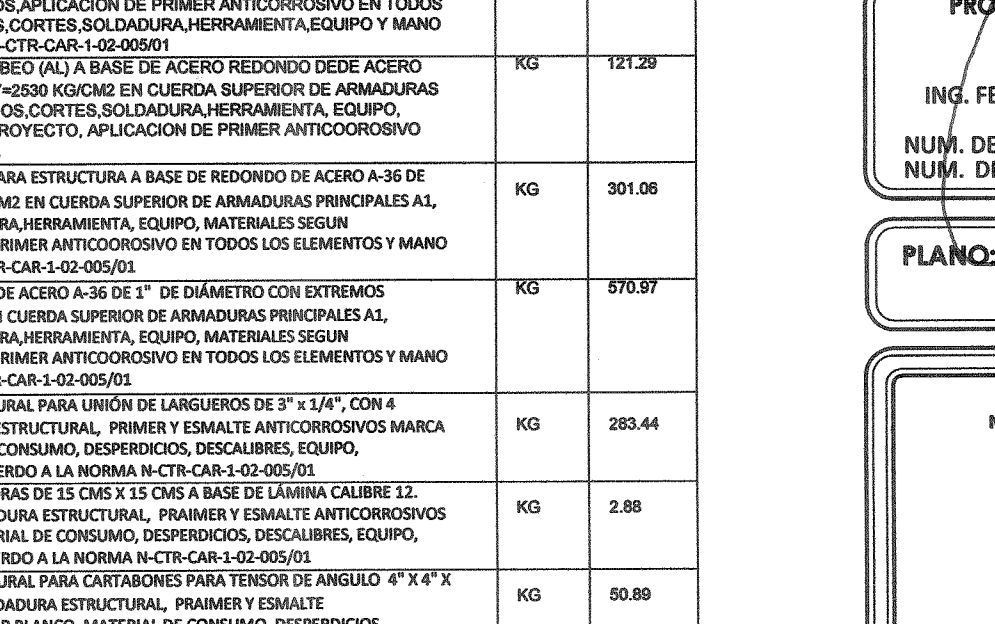 OS,APLICACION DE PRIMER ANTICORROSIVO EN TODOS
S,CORTES,SOLDADURA,HERRAMIENTA,EQUIPO Y MANO
-CTR-CAR-1-02-005/01
BEO (AL) A BASE DE ACERO REDONDO DEDE ACERO KG 121.29
Y=2530 KG/CM2 EN CUERDA SUPERIOR DE ARMADURAS
OS,CORTES,SOLDADURA,HERRAMIENTA, EQUIPO,
ROYECTO, APLICACION DE PRIMER ANTICOOROSIVO
ARA ESTRUCTURA A BASE DE REDONDO DE ACERO A-36 DE KG 301.06
M2 EN CUERDA SUPERIOR DE ARMADURAS PRINCIPALES A1,
RA,HERRAMIENTA, EQUIPO, MATERIALES SEGUN
RIMER ANTICOOROSIVO EN TODOS LOS ELEMENTOS Y MANO
R-CAR-1-02-005/01
DE ACERO A-36 DE 1" DE DIÁMETRO CON EXTREMOS KG 570.97
N CUERDA SUPERIOR DE ARMADURAS PRINCIPALES A1,
RA,HERRAMIENTA, EQUIPO, MATERIALES SEGUN
RIMER ANTICOOROSIVO EN TODOS LOS ELEMENTOS Y MANO
-CAR-1-02-005/01
URAL PARA UNIÓN DE LARGUEROS DE 3" x 1/4", CON 4
ESTRUCTURAL, PRIMER Y ESMALTE ANTICORROSIVOS MARCA KG 283.44
CONSUMO, DESPERDICIOS, DESCALIBRES, EQUIPO,
ERDO A LA NORMA N-CTR-CAR-1-02-005/01
RAS DE 15 CMS X 15 CMS A BASE DE LÁMINA CALIBRE 12.
DURA ESTRUCTURAL, PRAIMER Y ESMALTE ANTICORROSIVOS KG 2.88
RIAL DE CONSUMO, DESPERDICIOS, DESCALIBRES, EQUIPO,
RDO A LA NORMA N-CTR-CAR-1-02-005/01
URAL PARA CARTABONES PARA TENSOR DE ANGULO 4" X 4" X
DADURA ESTRUCTURAL, PRAIMER Y ESMALTE KG 50.89
BLANCO, MATERIAL DE CONSUMO, DESPERDICIOS
PRO
ING. FE
NUM. DE
NUM. DE
PLANO: